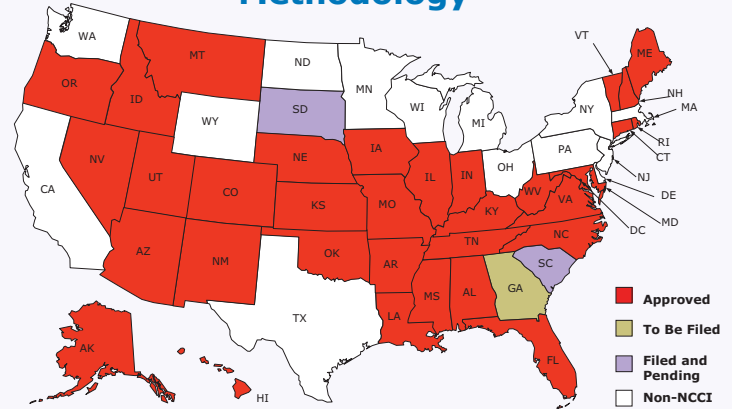 Methodology
WA
MT
ND
MN
VT
ME
OR
ID
SD
WI
NY
NH
MA
WY
MI
RI
CT
NE
IA
PA
NJ
NV
UT
CO
IL
IN
OH
DE
CA
KS
MO
WV
VA
MD
KY
DC
AZ
NM
OK
AR
TN
NC
SC
MS
AL
GA
TX
LA
FL
AK
HI
Approved
To Be Filed
Filed and
Pending
Non-NCCI